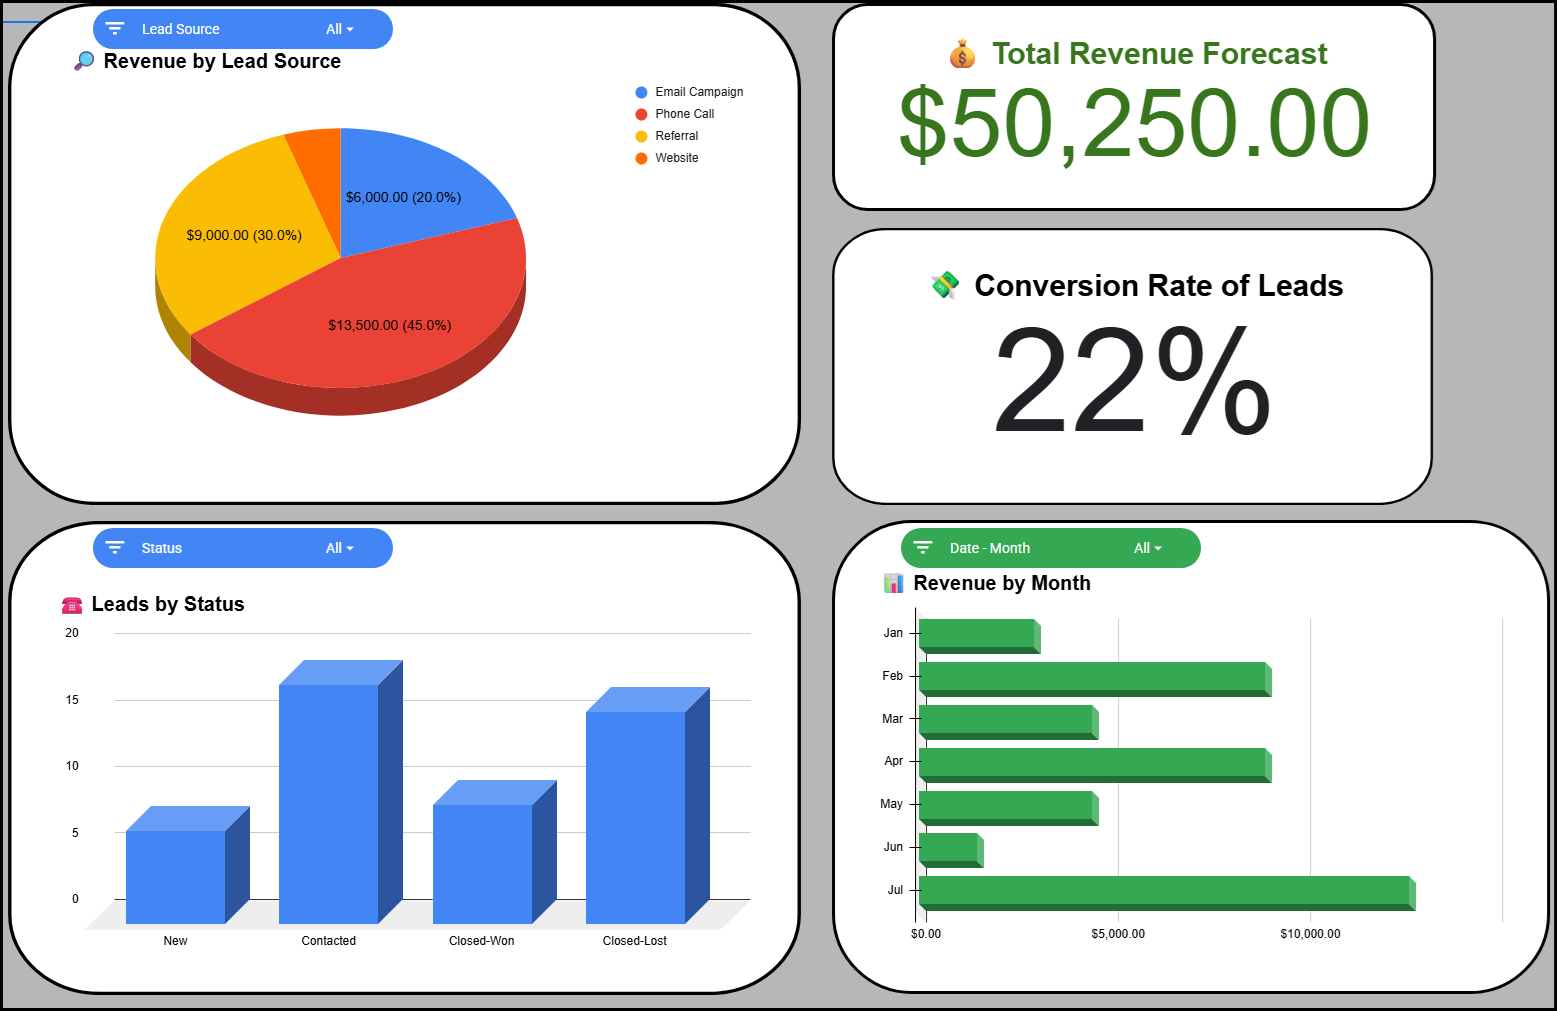 Lead Source All
Revenue by Lead Source
Email Campaign
Phone Call
Referral
Website
$6,000.00 (20.0%)
$9,000.00 (30.0%)
$13,500.00 (45.0%)
Total Revenue Forecast
$50,250.00
Conversion Rate of Leads
22%
Status All
Leads by Status
20
15
10
5
0
New Contacted Closed-Won Closed-Lost
Date - Month All
Revenue by Month
Jan
Feb
Mar
Apr
May
Jun
Jul
$0.00 $5,000.00 $10,000.00